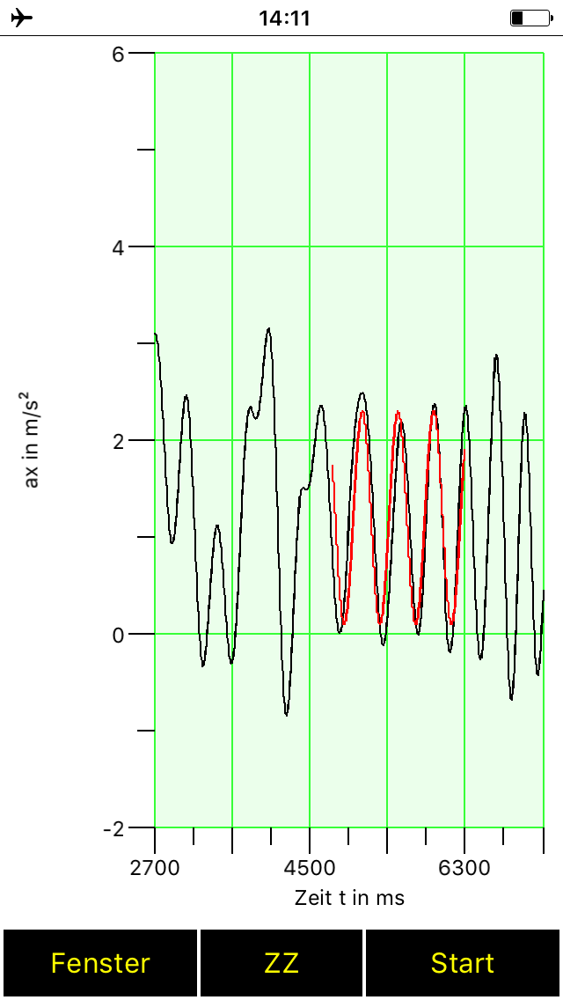 14:11
6
4
2
0
-2
ax in m/s²
2700 4500 6300
Zeit t in ms
Fenster ZZ Start